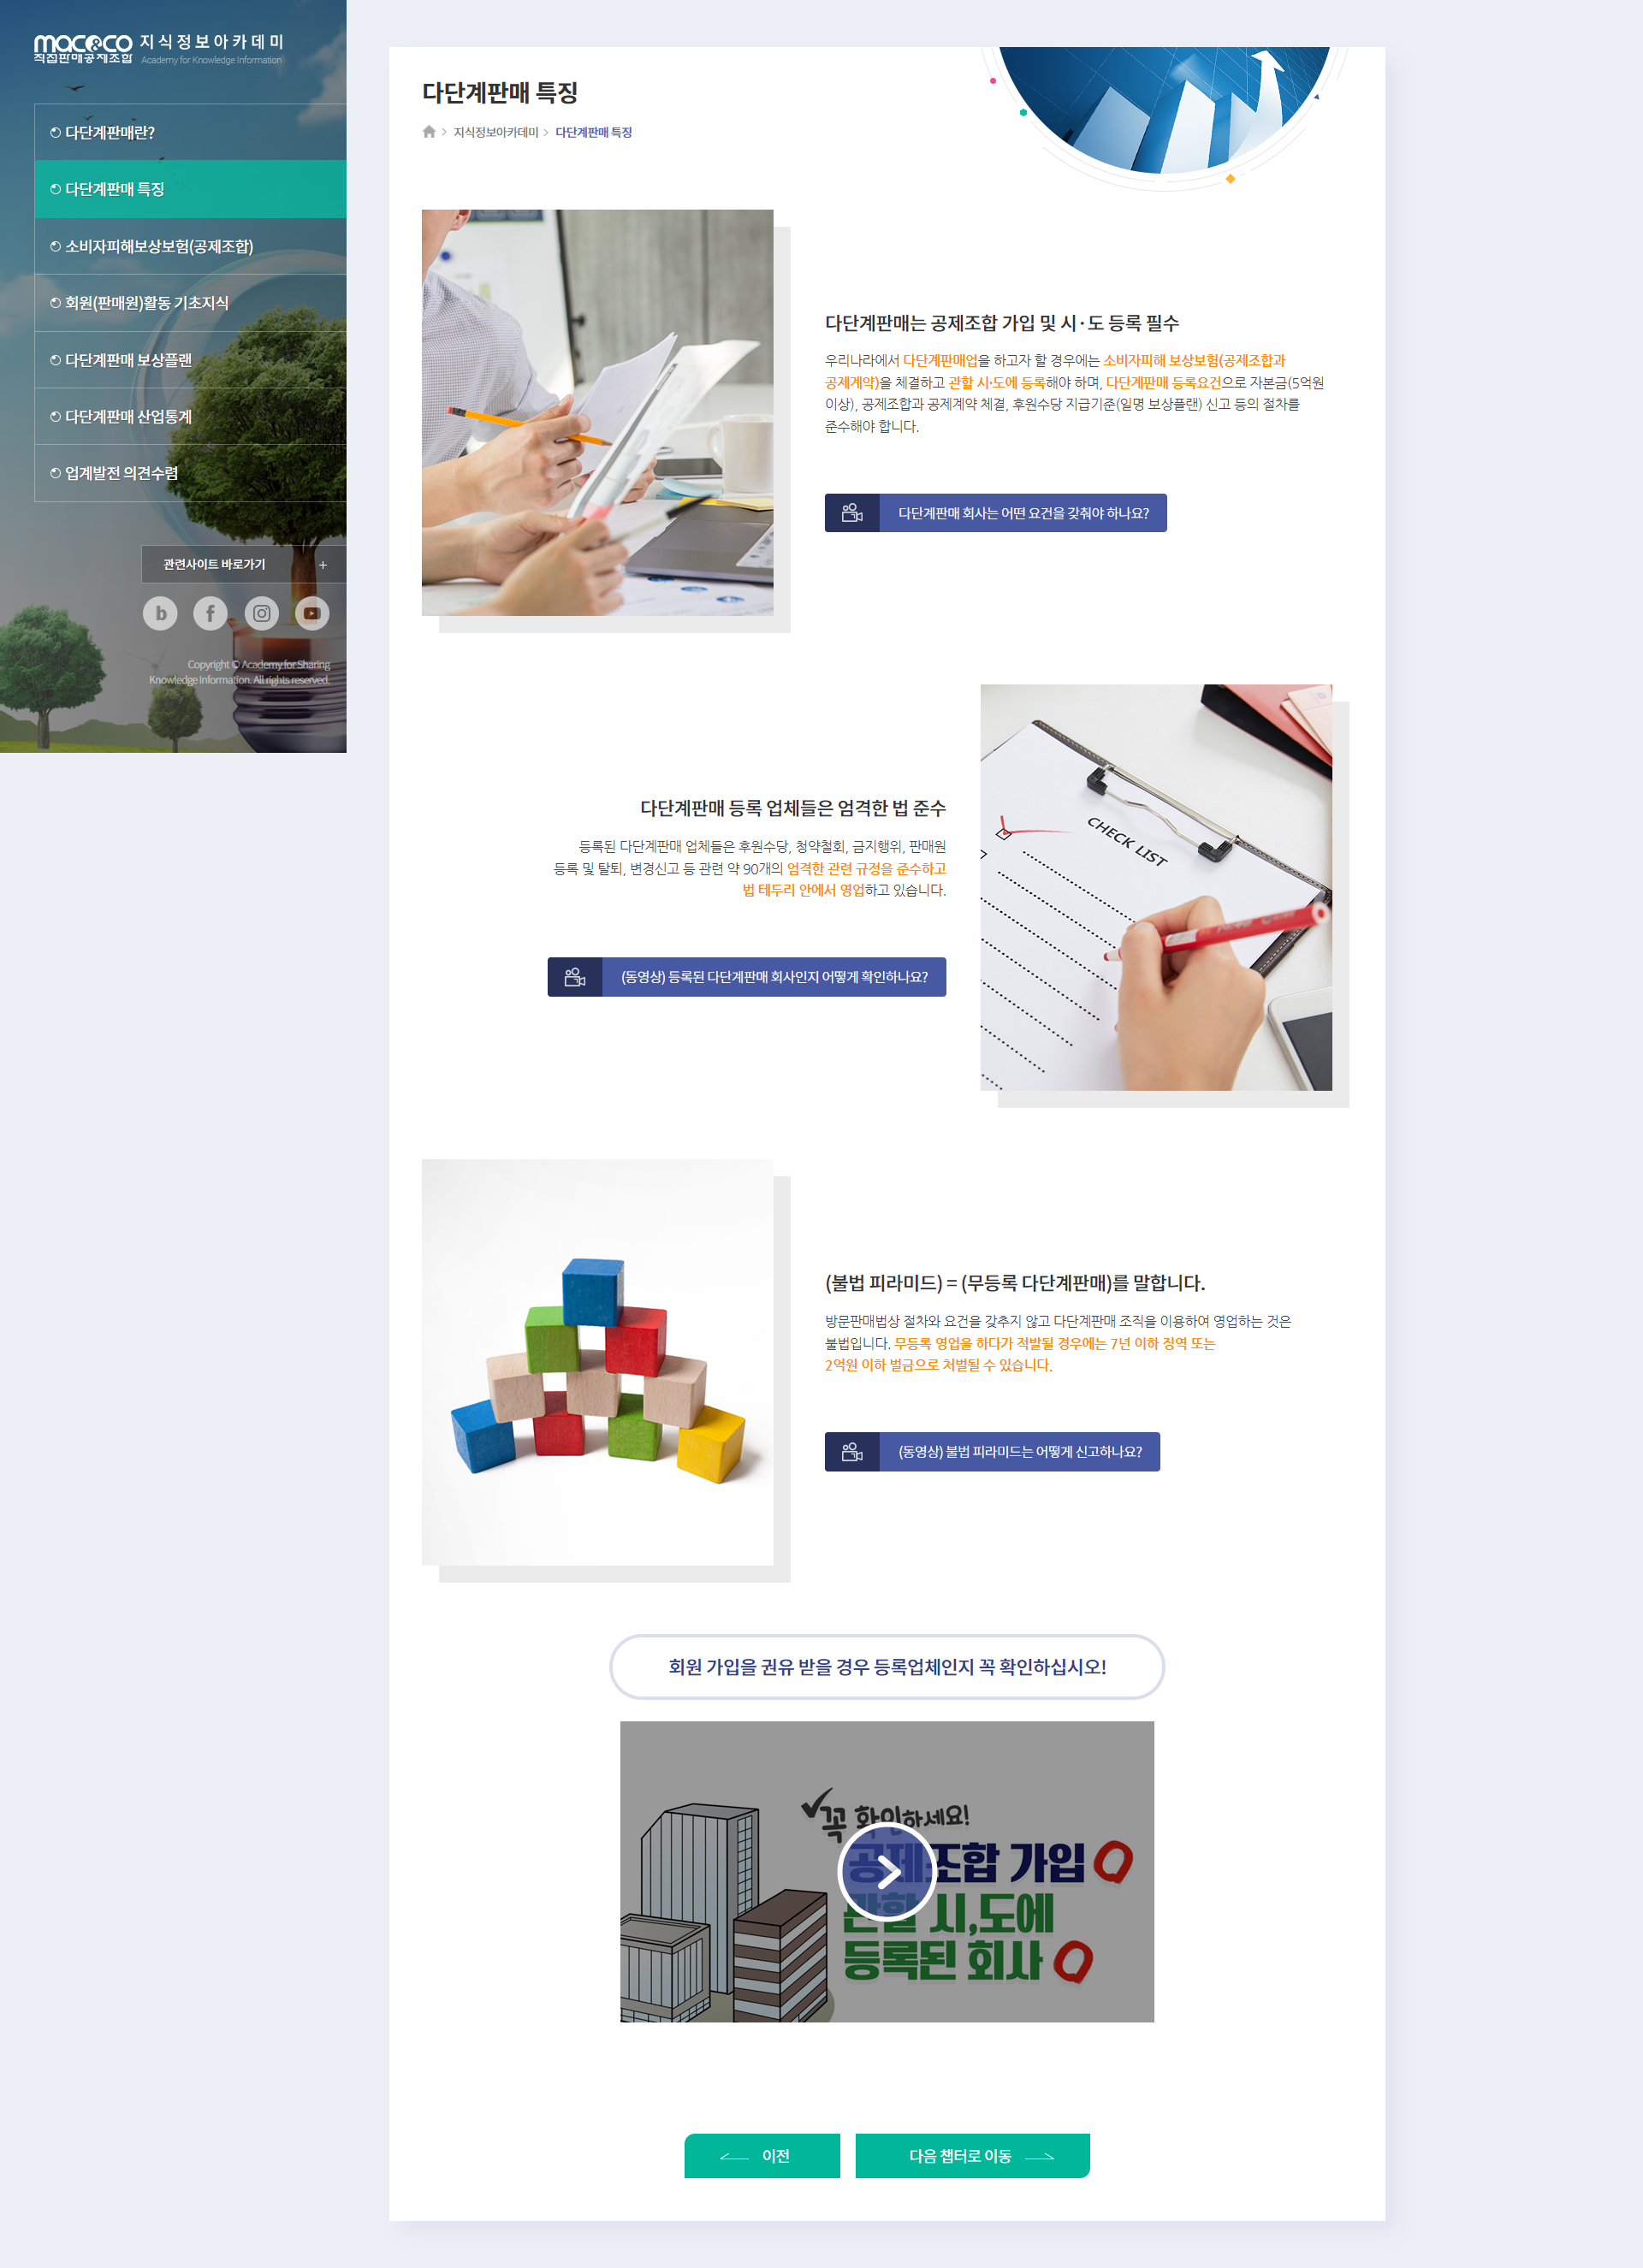 maco&co
직접판매공제조합
지식정보아카데미
Academy for Knowledge Information
다단계판매란?
다단계판매 특징
소비자피해보상보험(공제조합)
회원(판매원)활동 기초지식
다단계판매 보상플랜
다단계판매 산업통계
업계발전 의견수렴
관련사이트 바로가기 +
Copyright © Academy for Sharing
Knowledge Information. All rights reserved.
다단계판매 특징
지식정보아카데미 > 다단계판매 특징
다단계판매는 공제조합 가입 및 시·도 등록 필수
우리나라에서 다단계판매업을 하고자 할 경우에는 소비자피해 보상보험(공제조합과
공제계약)을 체결하고 관할 시·도에 등록해야 하며, 다단계판매 등록요건으로 자본금(5억원
이상), 공제조합과 공제계약 체결, 후원수당 지급기준(일명 보상플랜) 신고 등의 절차를
준수해야 합니다.
다단계판매 회사는 어떤 요건을 갖춰야 하나요?
다단계판매 등록 업체들은 엄격한 법 준수
등록된 다단계판매 업체들은 후원수당, 청약철회, 금지행위, 판매원
등록 및 탈퇴, 변경신고 등 관련 약 90개의 엄격한 관련 규정을 준수하고
법 테두리 안에서 영업하고 있습니다.
(동영상) 등록된 다단계판매 회사인지 어떻게 확인하나요?
CHECK LIST
(불법 피라미드) = (무등록 다단계판매)를 말합니다.
방문판매법상 절차와 요건을 갖추지 않고 다단계판매 조직을 이용하여 영업하는 것은
불법입니다. 무등록 영업을 하다가 적발될 경우에는 7년 이하 징역 또는
2억원 이하 벌금으로 처벌될 수 있습니다.
(동영상) 불법 피라미드는 어떻게 신고하나요?
회원 가입을 권유 받을 경우 등록업체인지 꼭 확인하십시오!
꼭 확인하세요!
공제조합 가입
관할 시,도에
등록된 회사
이전
다음 챕터로 이동